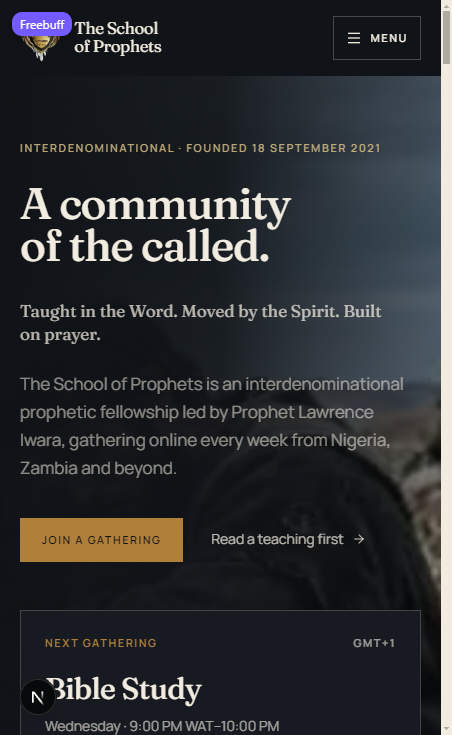 Freebuff
The School
of Prophets
MENU
INTERDENOMINATIONAL · FOUNDED 18 SEPTEMBER 2021
A community
of the called.
Taught in the Word. Moved by the Spirit. Built
on prayer.
The School of Prophets is an interdenominational
prophetic fellowship led by Prophet Lawrence
Iwara, gathering online every week from Nigeria,
Zambia and beyond.
JOIN A GATHERING
Read a teaching first →
NEXT GATHERING
GMT+1
N
Bible Study
Wednesday · 9:00 PM WAT–10:00 PM